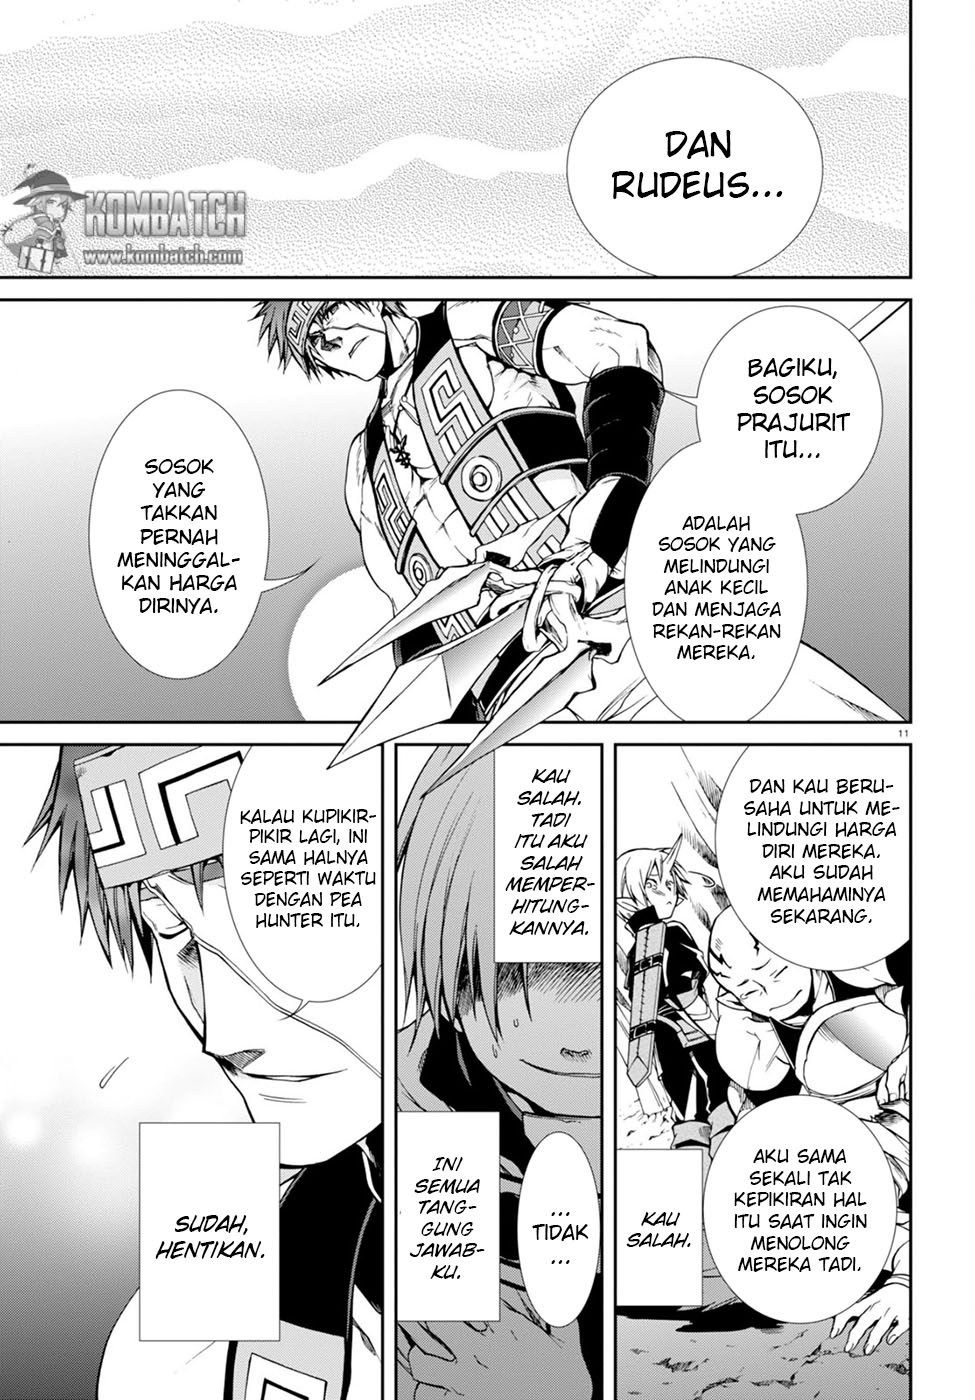 DAN
RUDEUS...
KOMBATCH
www.kombatch.com
BAGIKU,
SOSOK
PRAJURIT
ITU...
ADALAH
SOSOK YANG
MELINDUNGI
ANAK KECIL
DAN MENJAGA
REKAN-REKAN
MEREKA.
SOSOK
YANG
TAKKAN
PERNAH
MENINGGAL-
KAN HARGA
DIRINYA.
11
DAN KAU BERU-
SAHA UNTUK ME-
LINDUNGI HARGA
DIRI MEREKA.
AKU SUDAH
MEMAHAMINYA
SEKARANG.
AKU SAMA
SEKALI TAK
KEPIKIRAN HAL
ITU SAAT INGIN
MENOLONG
MEREKA TADI.
KAU
SALAH.
KAU
SALAH.
TADI
ITU AKU
SALAH
MEMPER-
HITUNG-
KANNYA.
...
TIDAK
...
INI
SEMUA
TANG-
GUNG
JAWAB-
KU.
KALAU KUPIKIR-
PIKIR LAGI, INI
SAMA HALNYA
SEPERTI WAKTU
DENGAN PEA
HUNTER ITU.
SUDAH,
HENTIKAN.